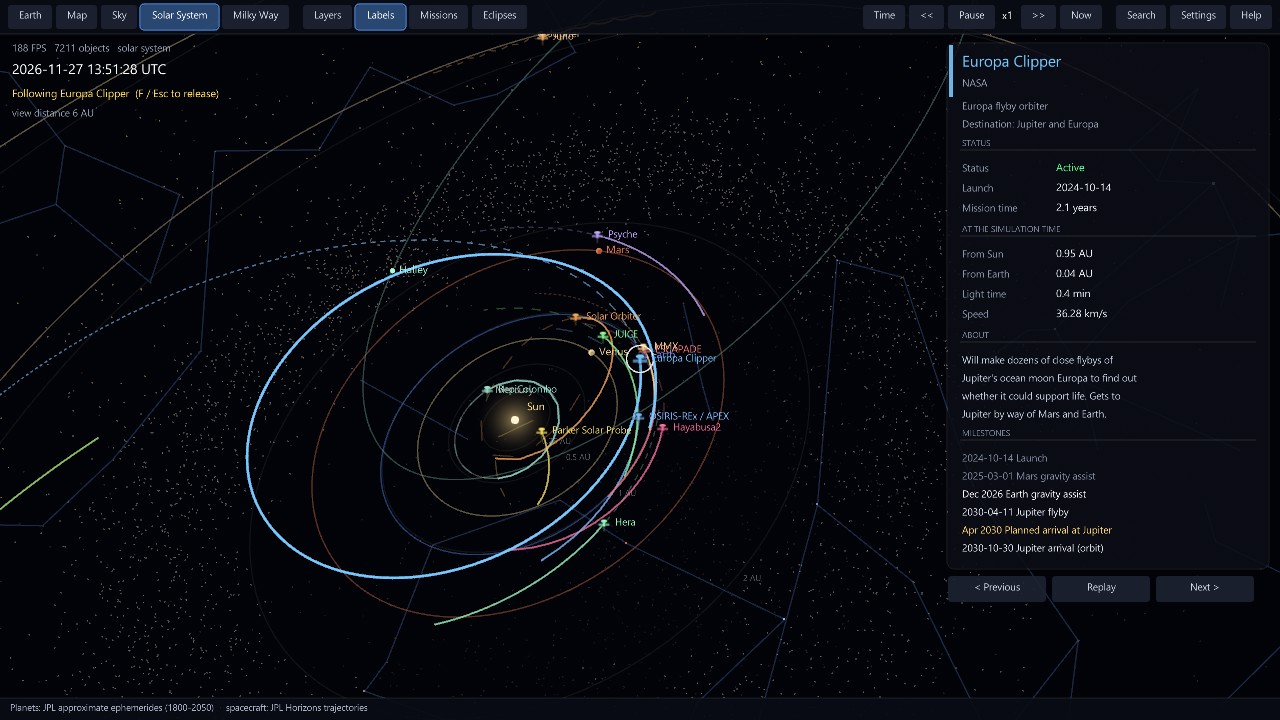 Earth Map Sky Solar System Milky Way Layers Labels Missions Eclipses Time << Pause x1 >> Now Search Settings Help
188 FPS 7211 objects solar system
2026-11-27 13:51:28 UTC
Following Europa Clipper (F / Esc to release)
view distance 6 AU
Psyche
Mars
Halley
Solar Orbiter
JUICE
MMX
Venus
Europa Clipper
Sun
OSIRIS-REx / APEX
Parker Solar Probe
Hayabusa2
0.5 AU
1 AU
Hera
2 AU
Europa Clipper
NASA
Europa flyby orbiter
Destination: Jupiter and Europa
STATUS
Status Active
Launch 2024-10-14
Mission time 2.1 years
AT THE SIMULATION TIME
From Sun 0.95 AU
From Earth 0.04 AU
Light time 0.4 min
Speed 36.28 km/s
ABOUT
Will make dozens of close flybys of
Jupiter's ocean moon Europa to find out
whether it could support life. Gets to
Jupiter by way of Mars and Earth.
MILESTONES
2024-10-14 Launch
2025-03-01 Mars gravity assist
Dec 2026 Earth gravity assist
2030-04-11 Jupiter flyby
Apr 2030 Planned arrival at Jupiter
2030-10-30 Jupiter arrival (orbit)
< Previous Replay Next >
Planets: JPL approximate ephemerides (1800-2050) spacecraft: JPL Horizons trajectories